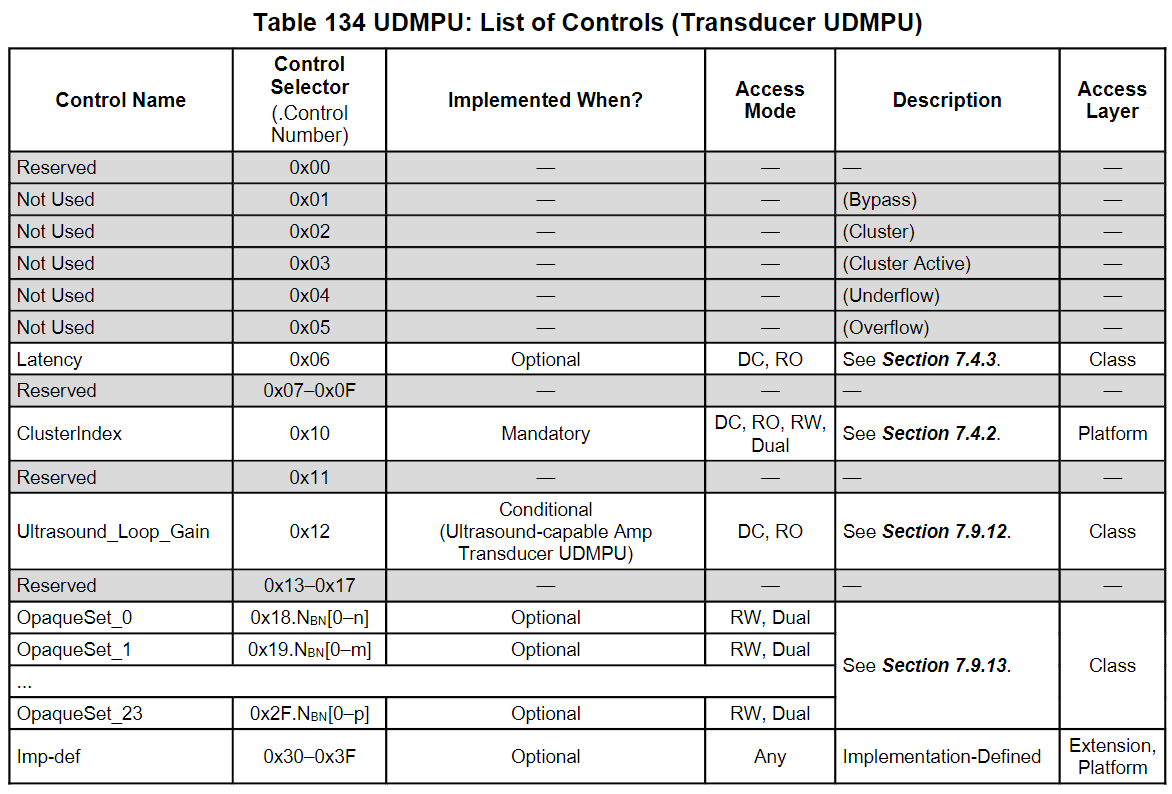 Table 134 UDMPU: List of Controls (Transducer UDMPU)
Control Name | Control Selector (.Control Number) | Implemented When? | Access Mode | Description | Access Layer
Reserved | 0x00 | — | — | — | —
Not Used | 0x01 | — | — | (Bypass) | —
Not Used | 0x02 | — | — | (Cluster) | —
Not Used | 0x03 | — | — | (Cluster Active) | —
Not Used | 0x04 | — | — | (Underflow) | —
Not Used | 0x05 | — | — | (Overflow) | —
Latency | 0x06 | Optional | DC, RO | See Section 7.4.3. | Class
Reserved | 0x07–0x0F | — | — | — | —
ClusterIndex | 0x10 | Mandatory | DC, RO, RW, Dual | See Section 7.4.2. | Platform
Reserved | 0x11 | — | — | — | —
Ultrasound_Loop_Gain | 0x12 | Conditional (Ultrasound-capable Amp Transducer UDMPU) | DC, RO | See Section 7.9.12. | Class
Reserved | 0x13–0x17 | — | — | — | —
OpaqueSet_0 | 0x18.NBN[0–n] | Optional | RW, Dual | See Section 7.9.13. | Class
OpaqueSet_1 | 0x19.NBN[0–m] | Optional | RW, Dual
...
OpaqueSet_23 | 0x2F.NBN[0–p] | Optional | RW, Dual
Imp-def | 0x30–0x3F | Optional | Any | Implementation-Defined | Extension, Platform